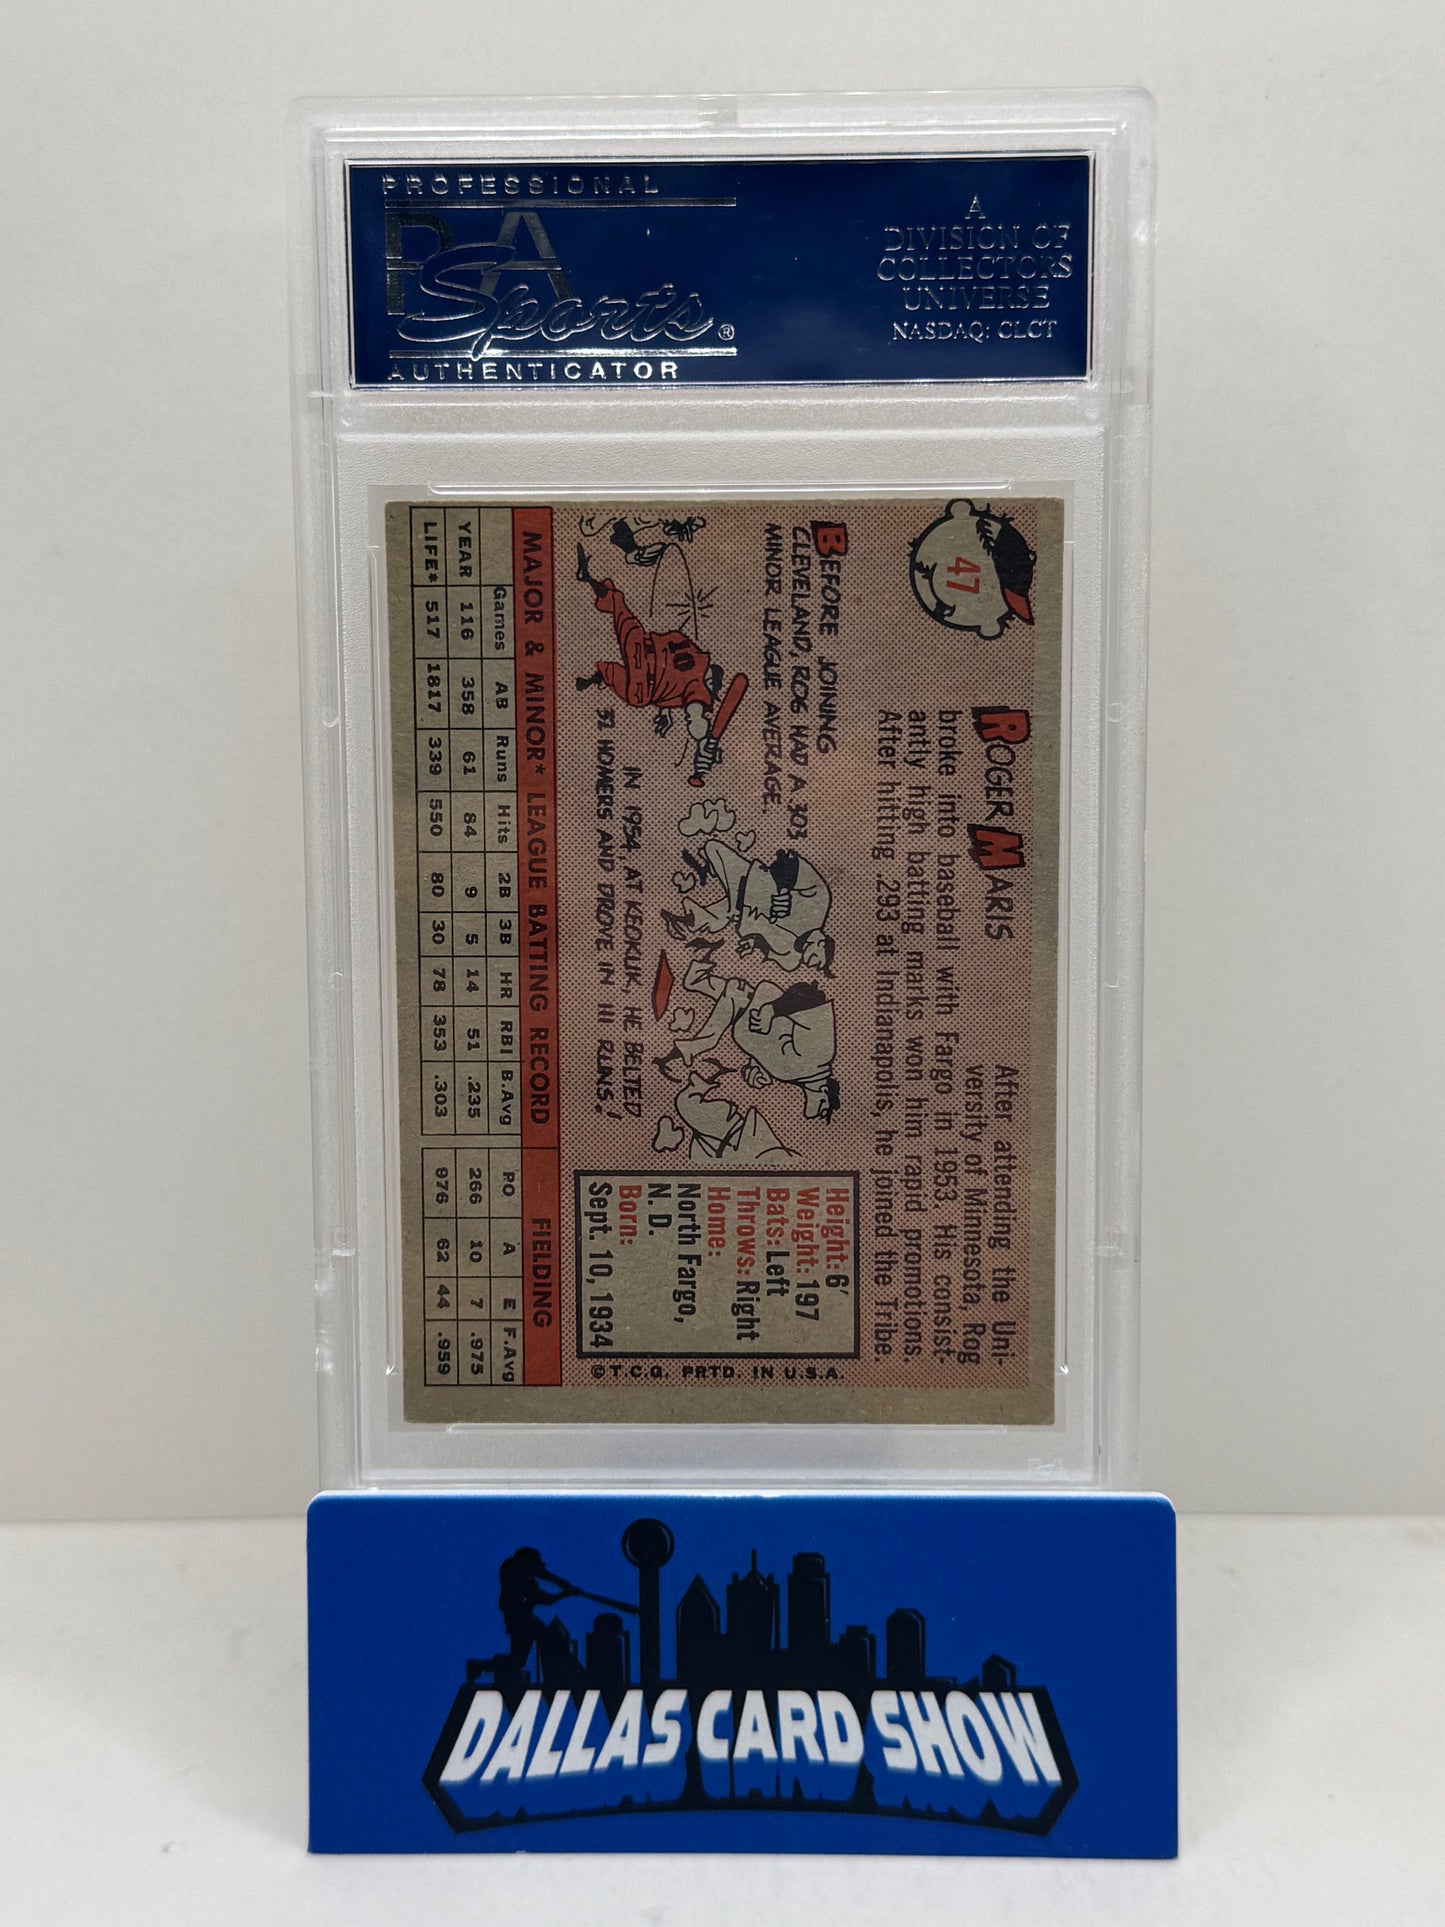 PROFESSIONAL
PSA
Sports®
AUTHENTICATOR
A
DIVISION OF
COLLECTORS
UNIVERSE
NASDAQ: CLCT
47
ROGER MARIS
After attending the Uni-
versity of Minnesota, Rog
broke into baseball with Fargo in 1953. His consist-
antly high batting marks won him rapid promotions.
After hitting .293 at Indianapolis, he joined the Tribe.
BEFORE JOINING
CLEVELAND, ROG HAD A 303
MINOR LEAGUE AVERAGE.
10
IN 1954, AT KEOKUK, HE BELTED
32 HOMERS AND DROVE IN 111 RUNS!
Height: 6'
Weight: 197
Bats: Left
Throws: Right
Home:
North Fargo,
N. D.
Born:
Sept. 10, 1934
© T.C.G. PRTD. IN U.S.A.
MAJOR & MINOR* LEAGUE BATTING RECORD FIELDING
Games AB Runs Hits 2B 3B HR RBI B.Avg PO A E F.Avg
YEAR 116 358 61 84 9 5 14 51 .235 266 10 7 .975
LIFE* 517 1817 339 550 80 30 78 353 .303 976 62 44 .959
DALLAS CARD SHOW